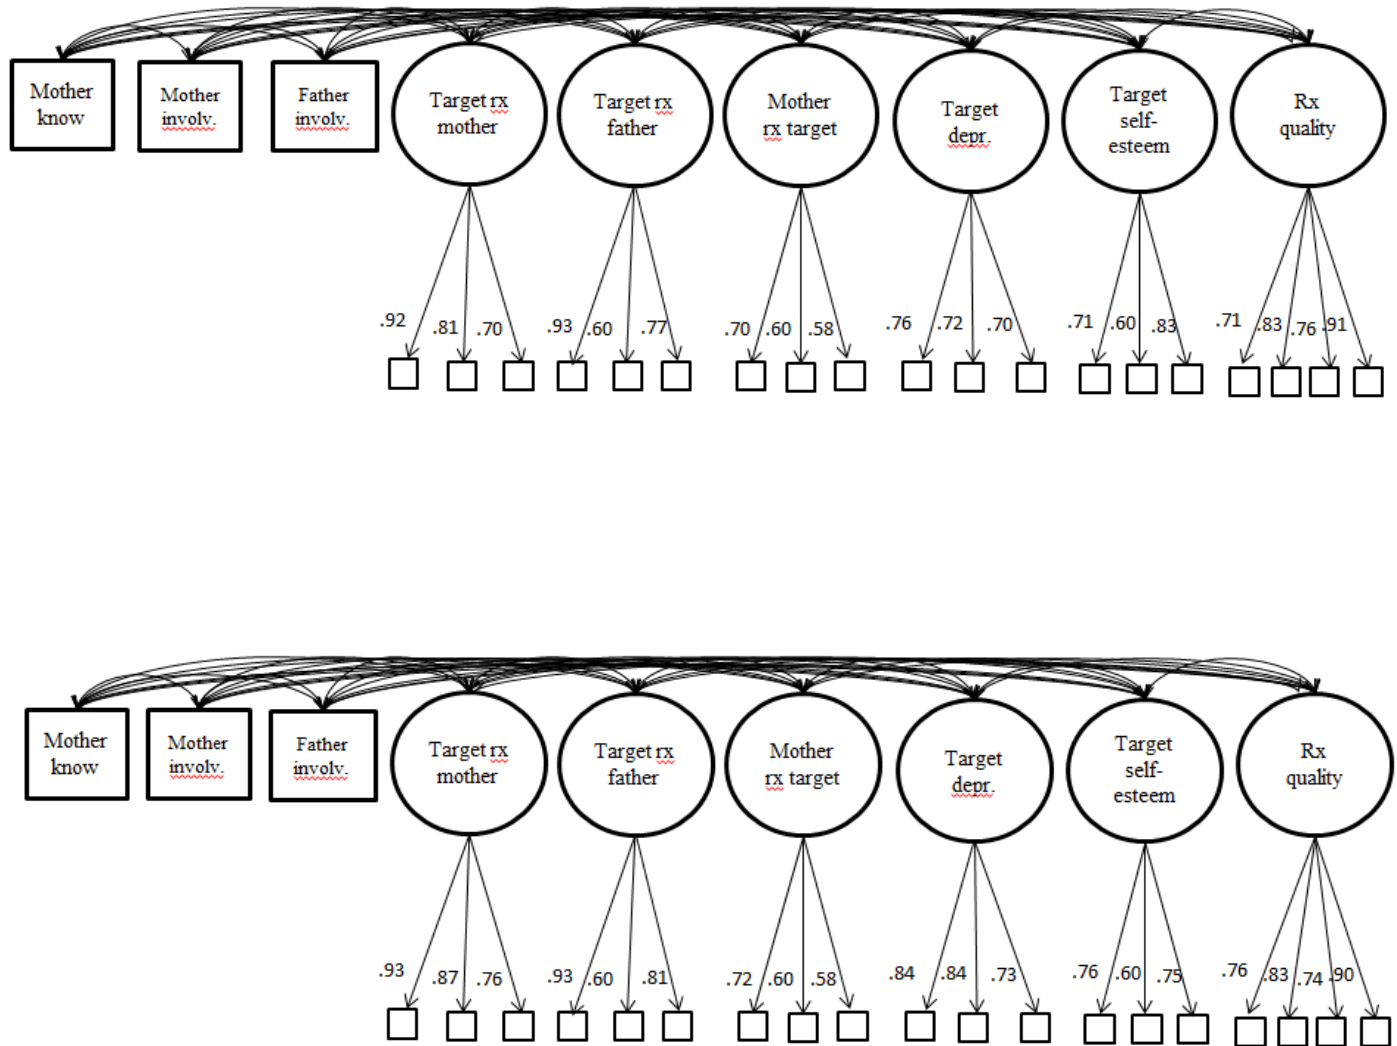 Mother
know
Mother
involv.
Father
involv.
Target rx
mother
Target rx
father
Mother
rx target
Target
depr.
Target
self-
esteem
Rx
quality
.92 .81 .70 .93 .60 .77 .70 .60 .58 .76 .72 .70 .71 .60 .83 .71 .83 .76 .91
Mother
know
Mother
involv.
Father
involv.
Target rx
mother
Target rx
father
Mother
rx target
Target
depr.
Target
self-
esteem
Rx
quality
.93 .87 .76 .93 .60 .81 .72 .60 .58 .84 .84 .73 .76 .60 .75 .76 .83 .74 .90